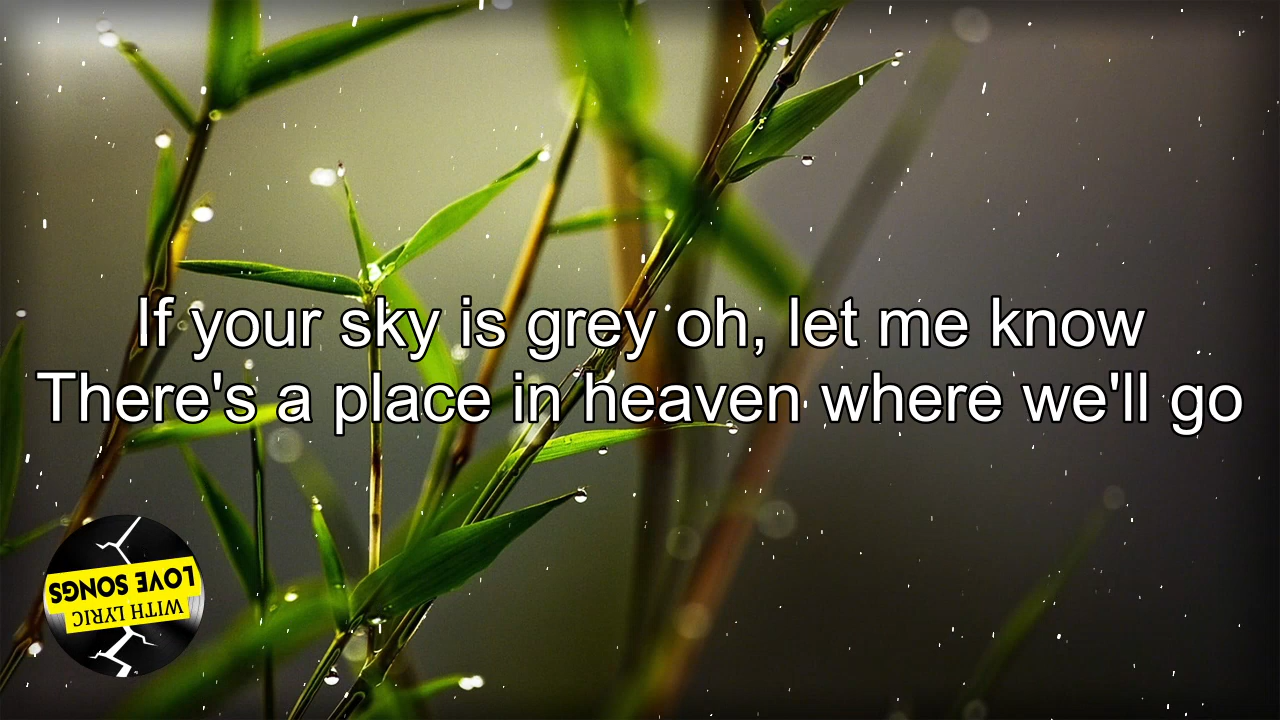 If your sky is grey oh, let me know
There's a place in heaven where we'll go
LOVE SONGS
WITH LYRIC